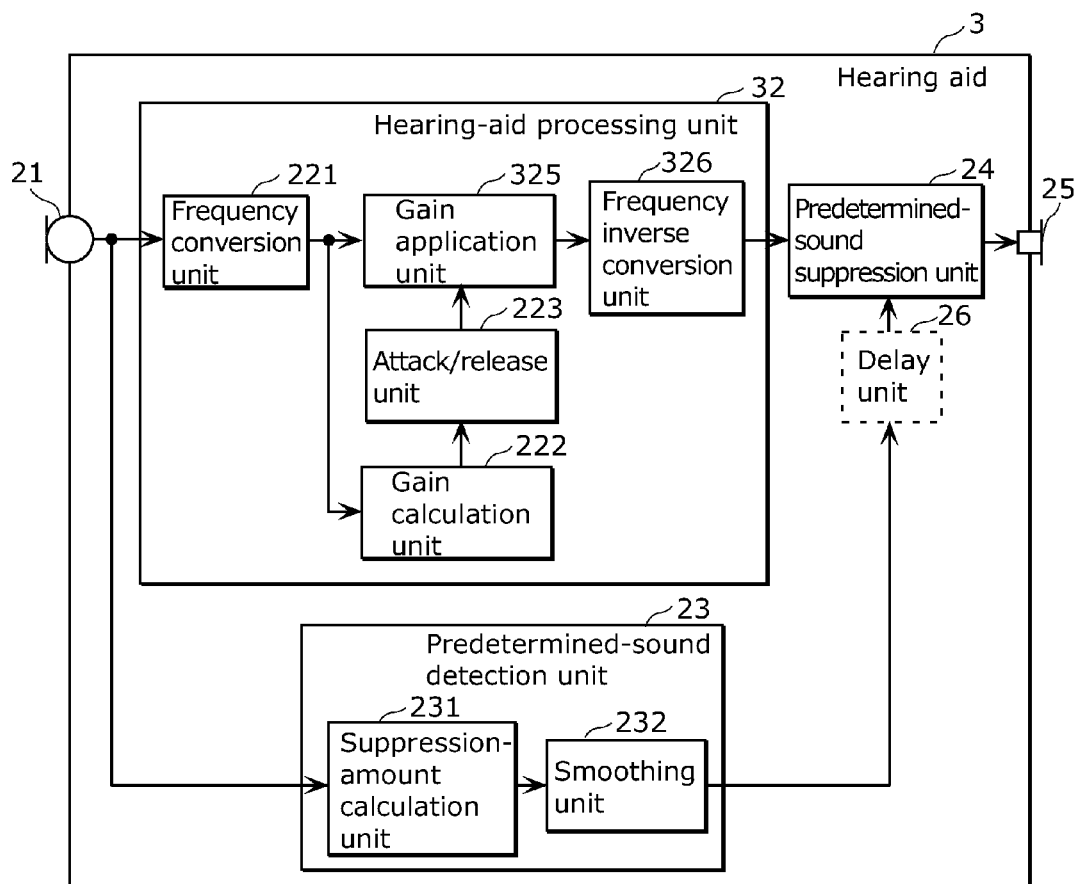 3
Hearing aid
32
Hearing-aid processing unit
21
221
Frequency
conversion
unit
325
Gain
application
unit
326
Frequency
inverse
conversion
unit
24
Predetermined-
sound
suppression unit
25
223
Attack/release
unit
26
Delay
unit
222
Gain
calculation
unit
23
Predetermined-sound
detection unit
231
Suppression-
amount
calculation
unit
232
Smoothing
unit